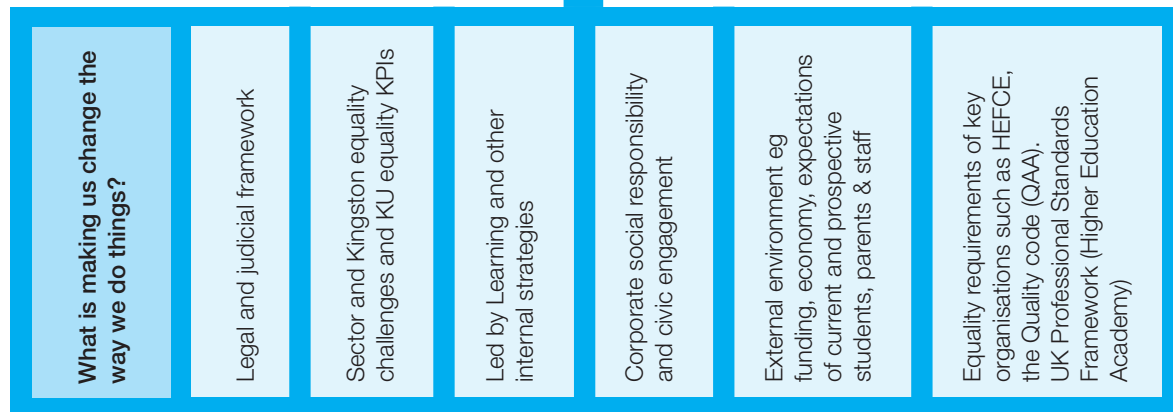 What is making us change the
way we do things?
Legal and judicial framework
Sector and Kingston equality
challenges and KU equality KPIs
Led by Learning and other
internal strategies
Corporate social responsibility
and civic engagement
External environment eg
funding, economy, expectations
of current and prospective
students, parents & staff
Equality requirements of key
organisations such as HEFCE,
the Quality code (QAA).
UK Professional Standards
Framework (Higher Education
Academy)